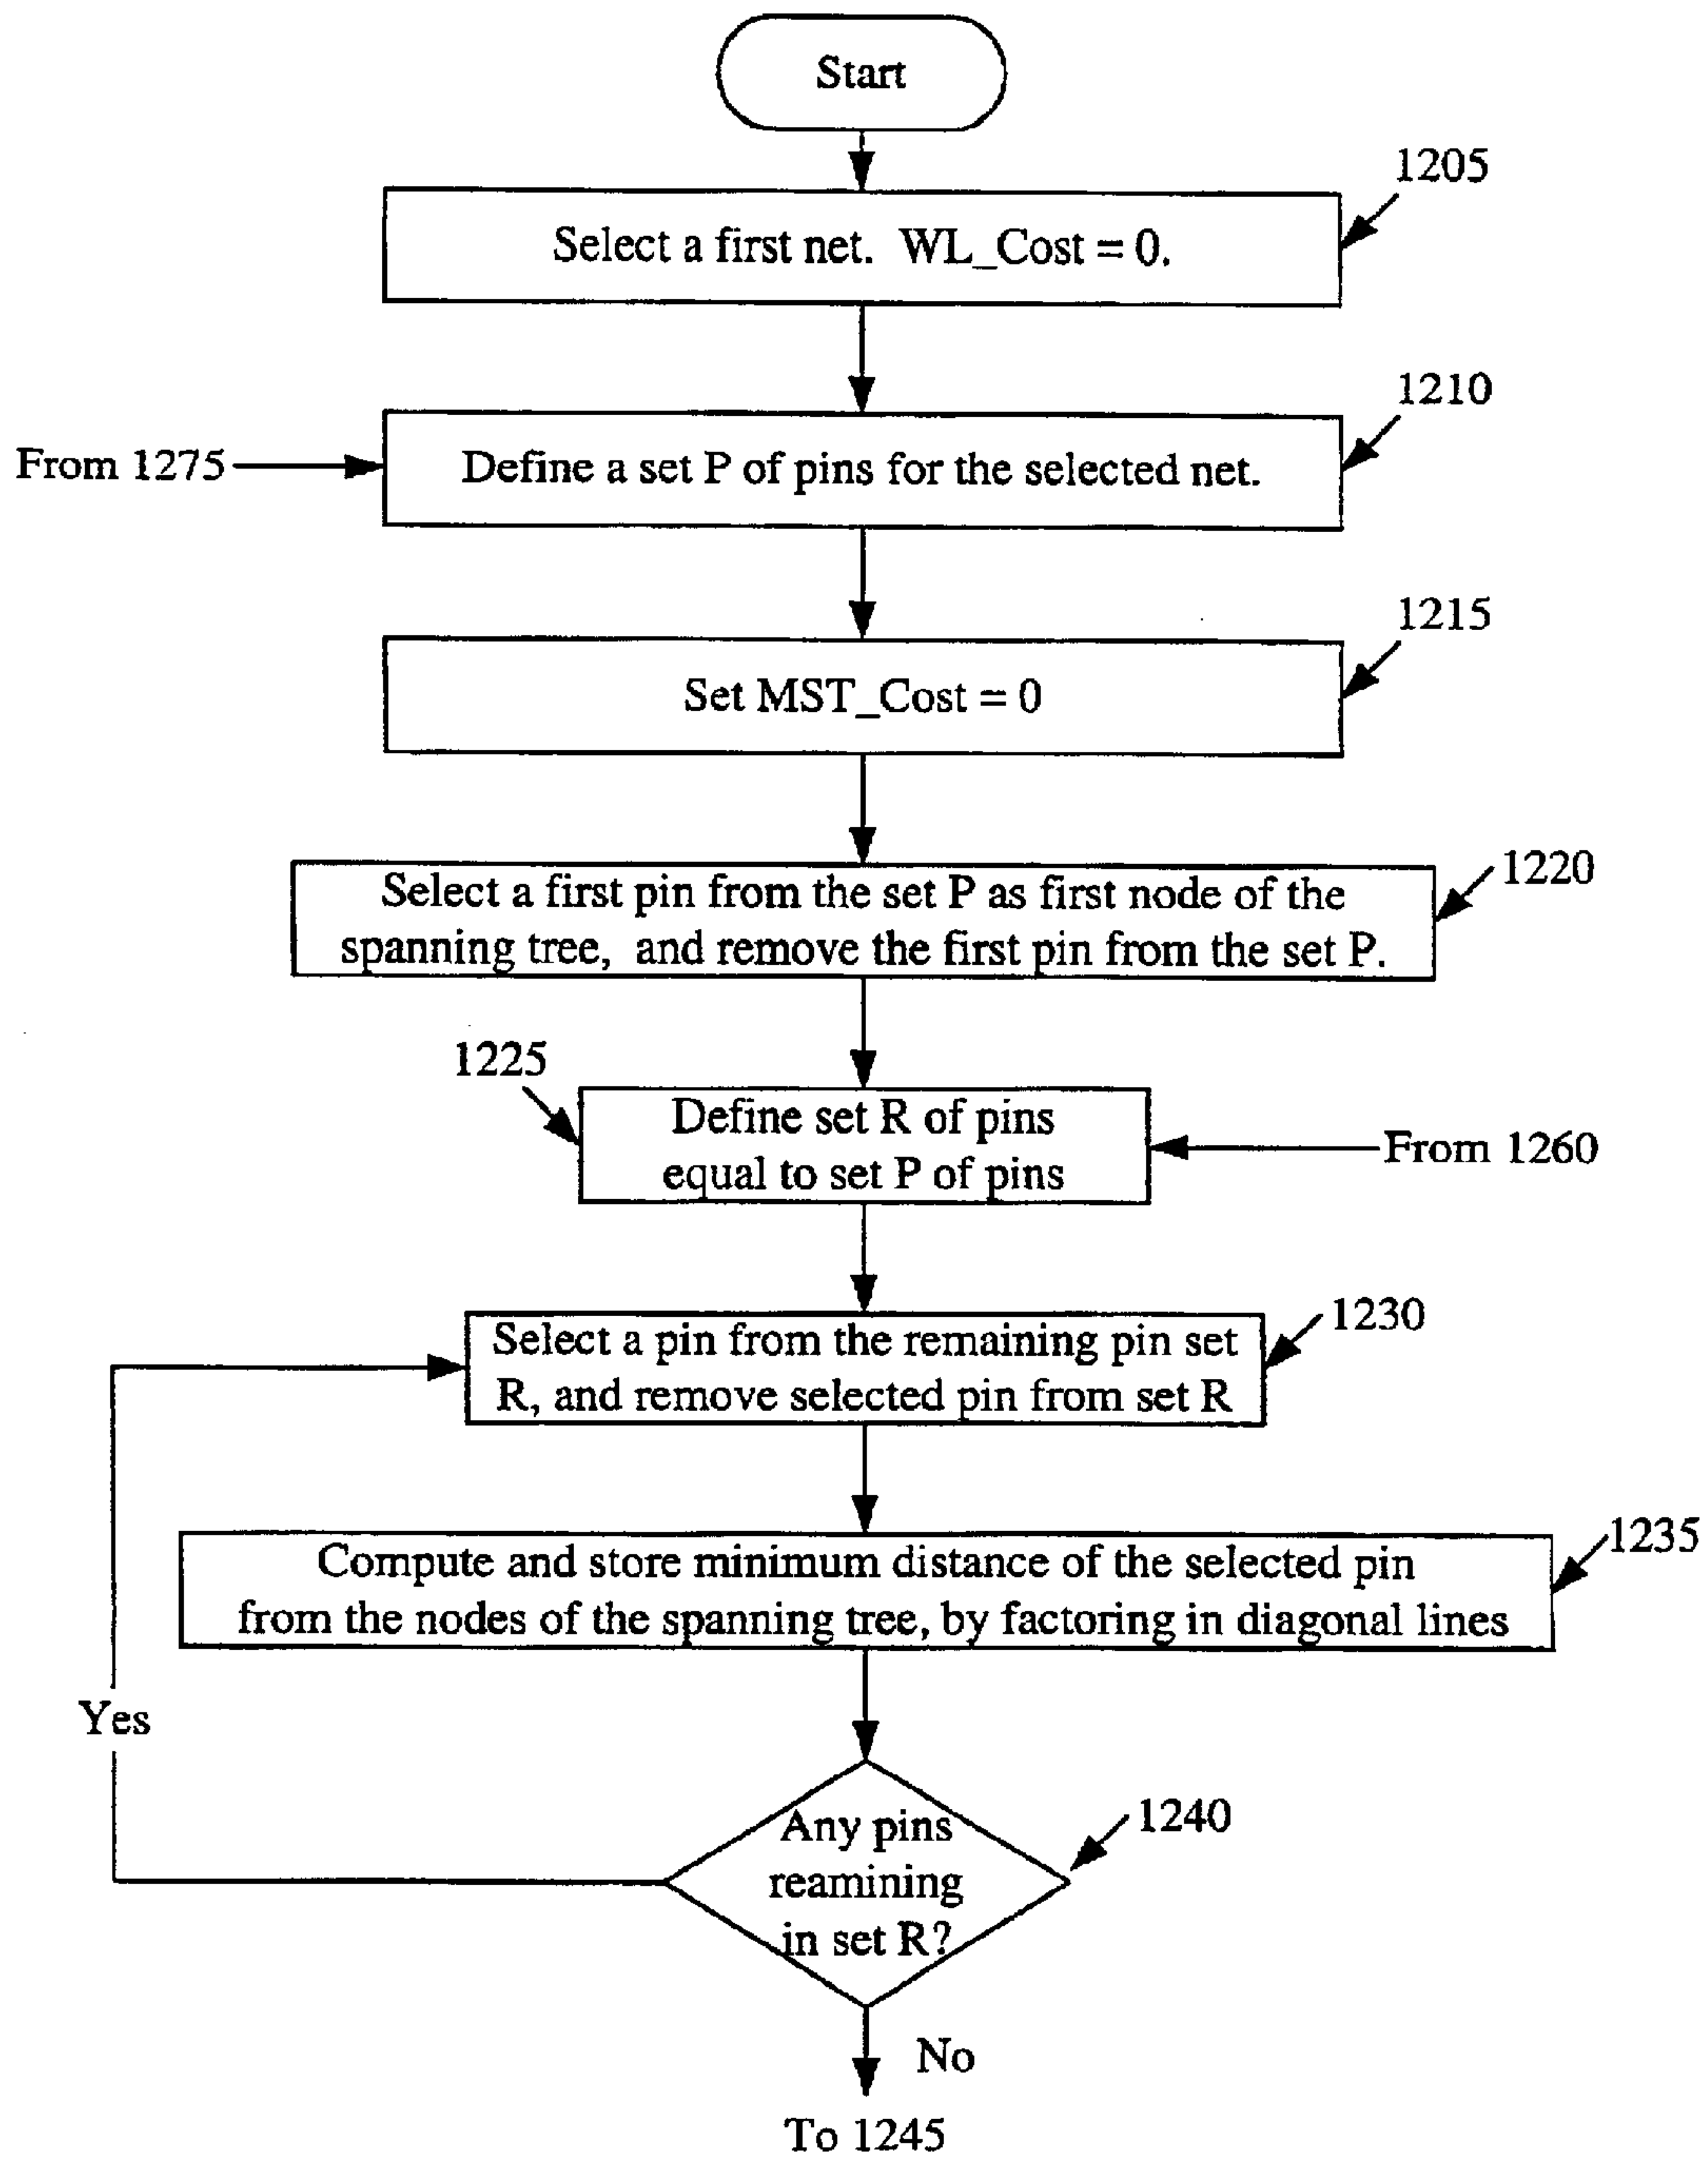 Start
1205
Select a first net. WL_Cost = 0.
1210
From 1275
Define a set P of pins for the selected net.
1215
Set MST_Cost = 0
1220
Select a first pin from the set P as first node of the
spanning tree, and remove the first pin from the set P.
1225
Define set R of pins
equal to set P of pins
From 1260
1230
Select a pin from the remaining pin set
R, and remove selected pin from set R
1235
Compute and store minimum distance of the selected pin
from the nodes of the spanning tree, by factoring in diagonal lines
Yes
1240
Any pins
reamining
in set R?
No
To 1245